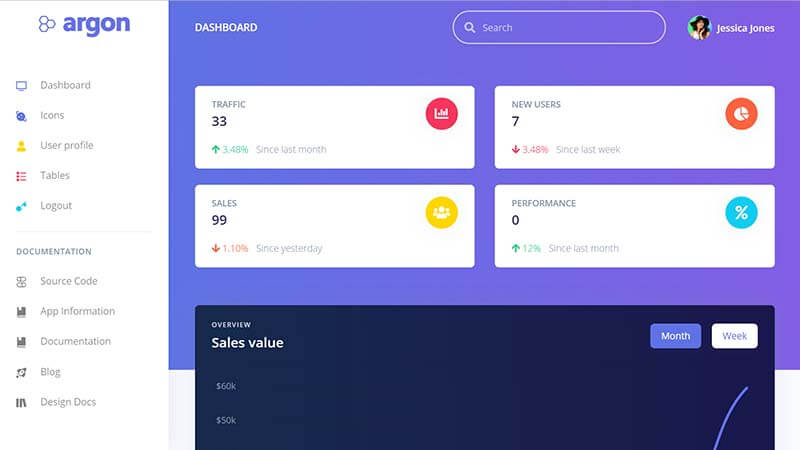 argon
DASHBOARD
Search
Jessica Jones
Dashboard
Icons
User profile
Tables
Logout
DOCUMENTATION
Source Code
App Information
Documentation
Blog
Design Docs
TRAFFIC
33
3.48% Since last month
NEW USERS
7
3.48% Since last week
SALES
99
1.10% Since yesterday
PERFORMANCE
0
12% Since last month
OVERVIEW
Sales value
Month
Week
$60k
$50k